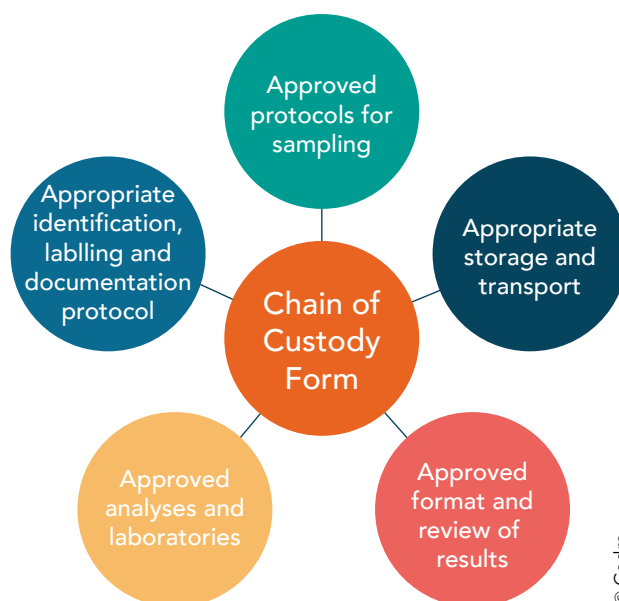 Approved
protocols for
sampling
Appropriate
identification,
lablling and
documentation
protocol
Appropriate
storage and
transport
Chain of
Custody
Form
Approved
analyses and
laboratories
Approved
format and
review of
results
© Cedre